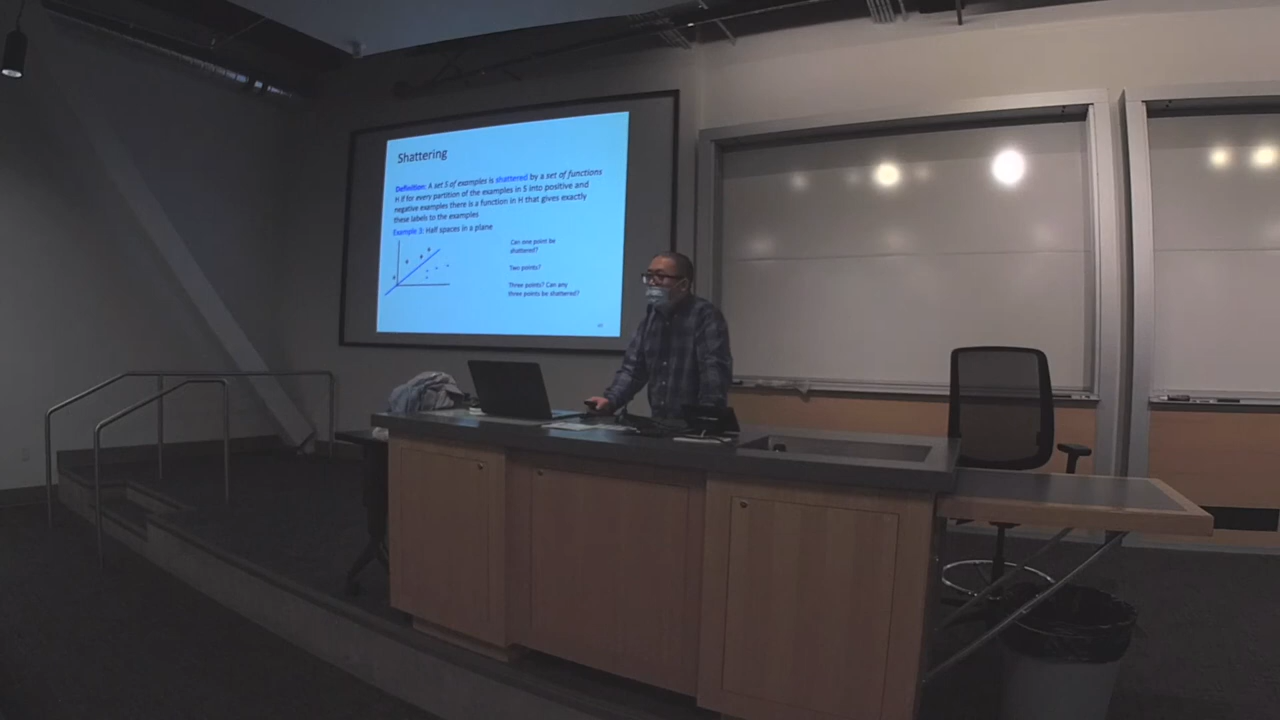 Shattering
Definition: A set S of examples is shattered by a set of functions
H if for every partition of the examples in S into positive and
negative examples there is a function in H that gives exactly
these labels to the examples
Example 3: Half spaces in a plane
Can one point be
shattered?
Two points?
Three points? Can any
three points be shattered?